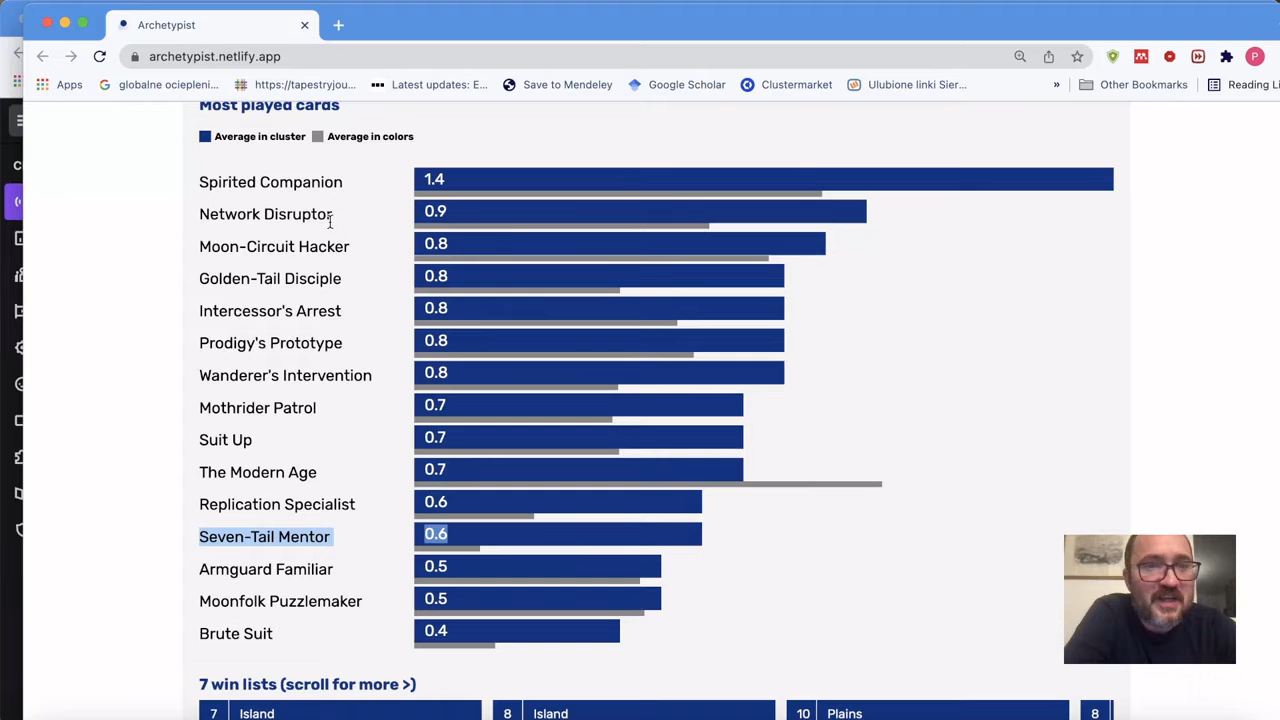 Archetypist
archetypist.netlify.app
P
Apps
globalne ociepleni...
https://tapestryjou...
Latest updates: E...
Save to Mendeley
Google Scholar
Clustermarket
Ulubione linki Sier...
»
Other Bookmarks
Reading Li
Most played cards
Average in cluster
Average in colors
Spirited Companion 1.4
Network Disruptor 0.9
Moon-Circuit Hacker 0.8
Golden-Tail Disciple 0.8
Intercessor's Arrest 0.8
Prodigy's Prototype 0.8
Wanderer's Intervention 0.8
Mothrider Patrol 0.7
Suit Up 0.7
The Modern Age 0.7
Replication Specialist 0.6
Seven-Tail Mentor 0.6
Armguard Familiar 0.5
Moonfolk Puzzlemaker 0.5
Brute Suit 0.4
7 win lists (scroll for more >)
7 Island
8 Island
10 Plains
8